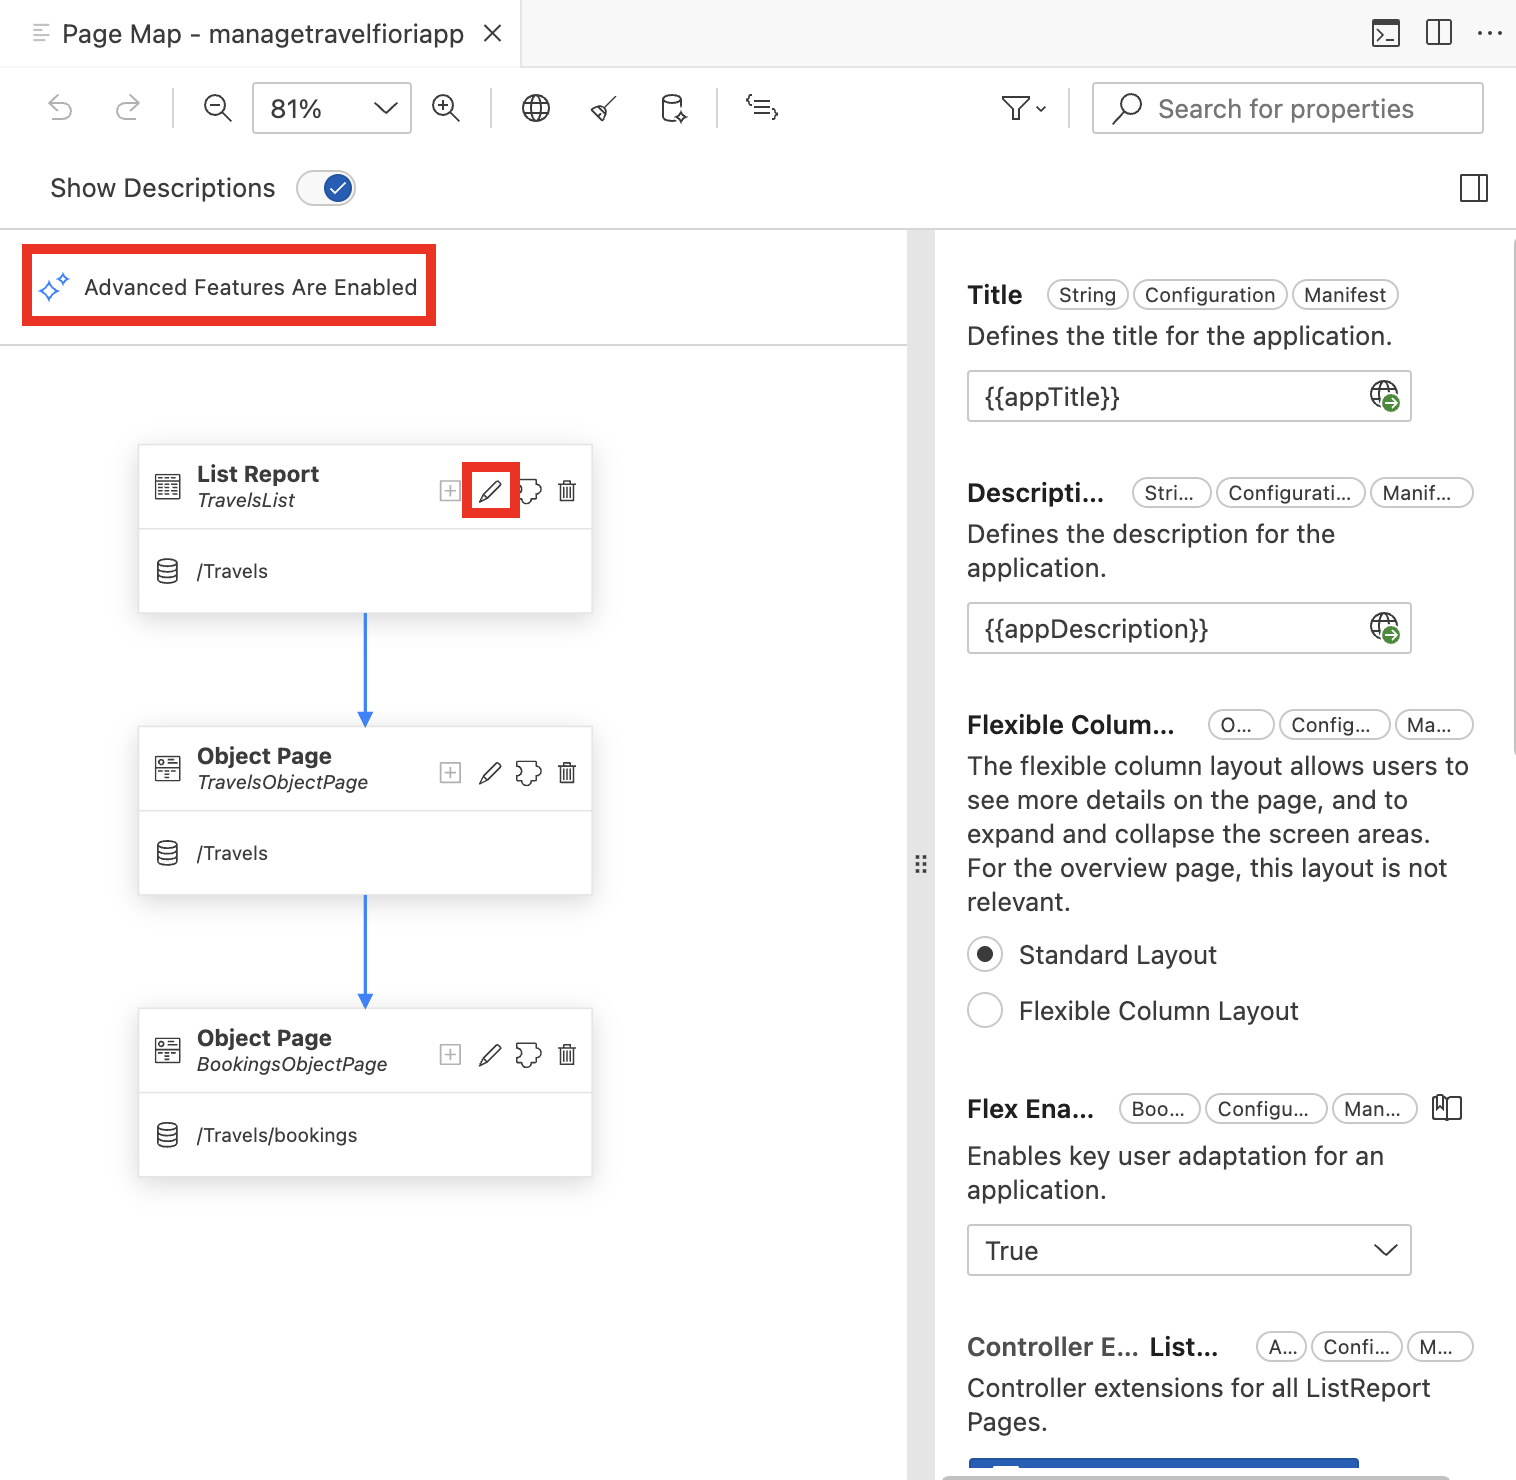 Page Map - managetravelfioriapp
81%
Search for properties
Show Descriptions
Advanced Features Are Enabled
List Report
TravelsList
/Travels
Object Page
TravelsObjectPage
/Travels
Object Page
BookingsObjectPage
/Travels/bookings
Title String Configuration Manifest
Defines the title for the application.
{{appTitle}}
Descripti... Stri... Configurati... Manif...
Defines the description for the
application.
{{appDescription}}
Flexible Colum... O... Config... Ma...
The flexible column layout allows users to
see more details on the page, and to
expand and collapse the screen areas.
For the overview page, this layout is not
relevant.
Standard Layout
Flexible Column Layout
Flex Ena... Boo... Configu... Man...
Enables key user adaptation for an
application.
True
Controller E... List... A... Confi... M...
Controller extensions for all ListReport
Pages.